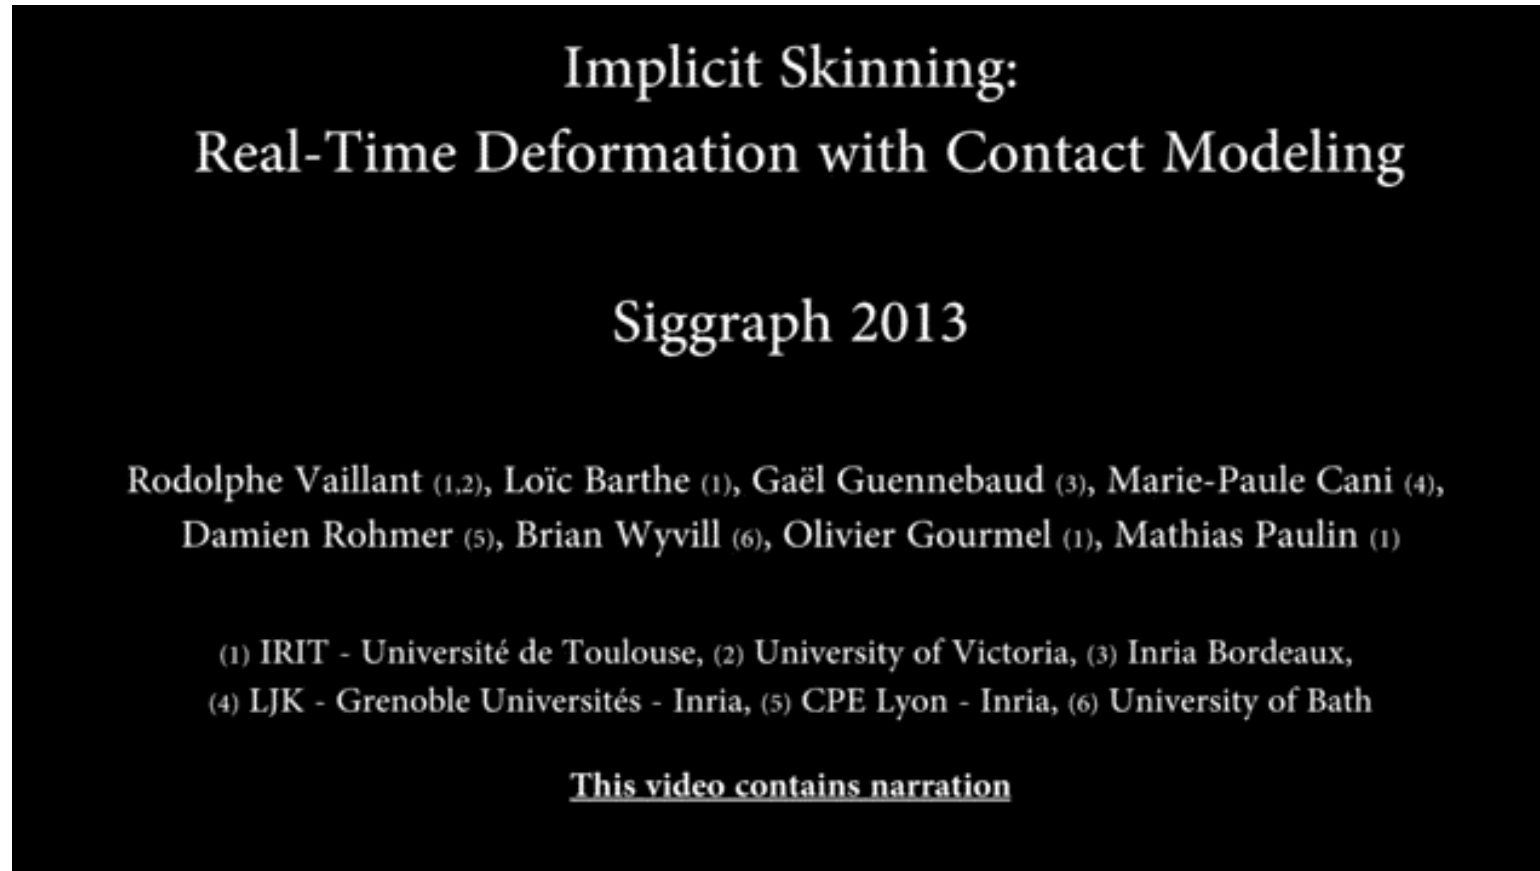 Implicit Skinning:
Real-Time Deformation with Contact Modeling
Siggraph 2013
Rodolphe Vaillant (1,2), Loïc Barthe (1), Gaël Guennebaud (3), Marie-Paule Cani (4),
Damien Rohmer (5), Brian Wyvill (6), Olivier Gourmel (1), Mathias Paulin (1)
(1) IRIT - Université de Toulouse, (2) University of Victoria, (3) Inria Bordeaux,
(4) LJK - Grenoble Universités - Inria, (5) CPE Lyon - Inria, (6) University of Bath
This video contains narration